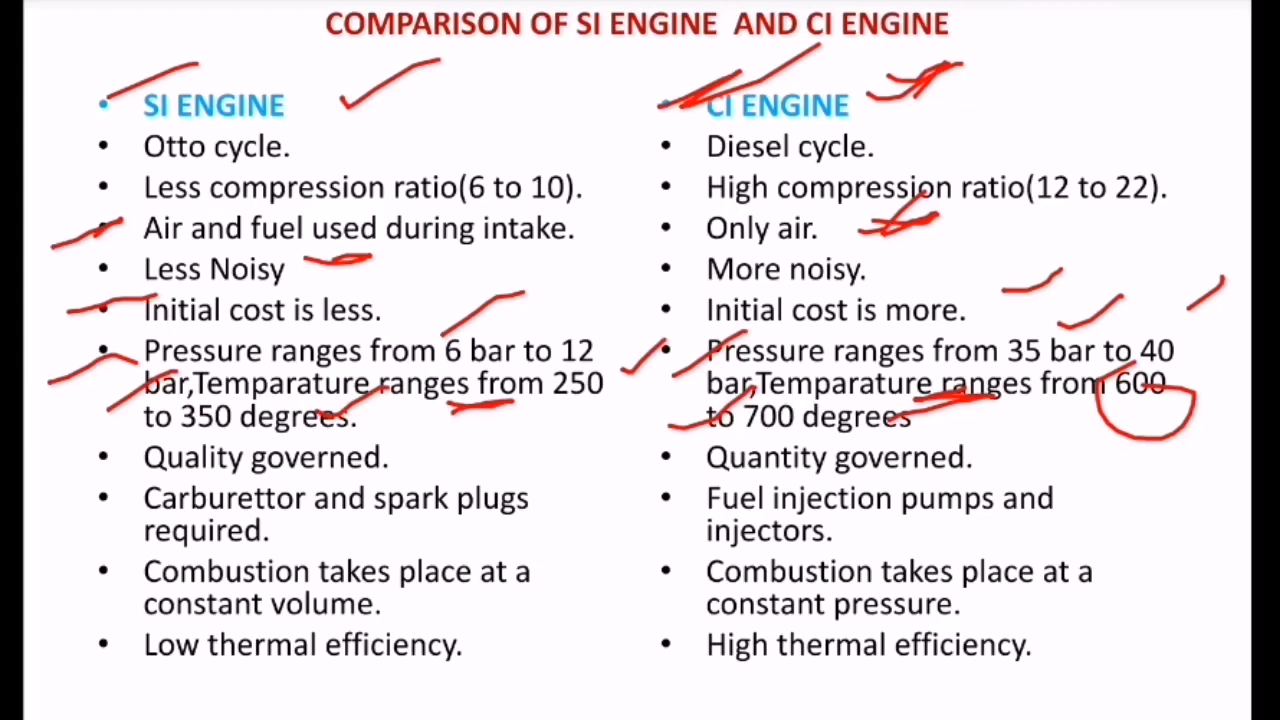 COMPARISON OF SI ENGINE AND CI ENGINE
• SI ENGINE
• Otto cycle.
• Less compression ratio(6 to 10).
• Air and fuel used during intake.
• Less Noisy
• Initial cost is less.
• Pressure ranges from 6 bar to 12
bar,Temparature ranges from 250
to 350 degrees.
• Quality governed.
• Carburettor and spark plugs
required.
• Combustion takes place at a
constant volume.
• Low thermal efficiency.
• CI ENGINE
• Diesel cycle.
• High compression ratio(12 to 22).
• Only air.
• More noisy.
• Initial cost is more.
• Pressure ranges from 35 bar to 40
bar,Temparature ranges from 600
to 700 degrees
• Quantity governed.
• Fuel injection pumps and
injectors.
• Combustion takes place at a
constant pressure.
• High thermal efficiency.